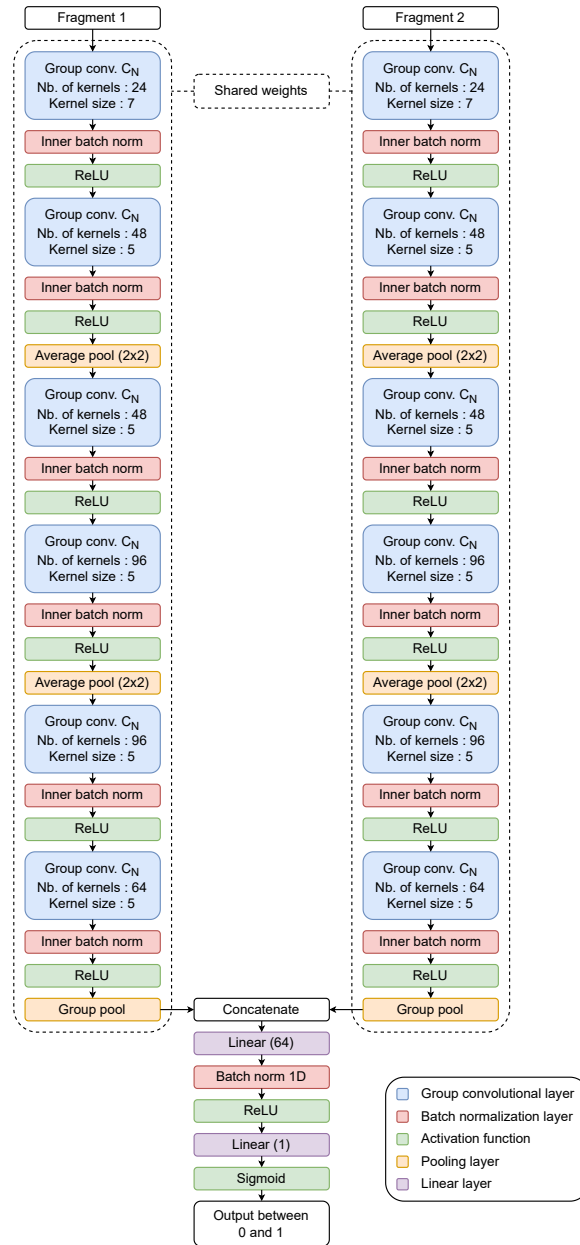 Fragment 1
Group conv. C_N
Nb. of kernels : 24
Kernel size : 7
Inner batch norm
ReLU
Group conv. C_N
Nb. of kernels : 48
Kernel size : 5
Inner batch norm
ReLU
Average pool (2x2)
Group conv. C_N
Nb. of kernels : 48
Kernel size : 5
Inner batch norm
ReLU
Group conv. C_N
Nb. of kernels : 96
Kernel size : 5
Inner batch norm
ReLU
Average pool (2x2)
Group conv. C_N
Nb. of kernels : 96
Kernel size : 5
Inner batch norm
ReLU
Group conv. C_N
Nb. of kernels : 64
Kernel size : 5
Inner batch norm
ReLU
Group pool
Shared weights
Fragment 2
Group conv. C_N
Nb. of kernels : 24
Kernel size : 7
Inner batch norm
ReLU
Group conv. C_N
Nb. of kernels : 48
Kernel size : 5
Inner batch norm
ReLU
Average pool (2x2)
Group conv. C_N
Nb. of kernels : 48
Kernel size : 5
Inner batch norm
ReLU
Group conv. C_N
Nb. of kernels : 96
Kernel size : 5
Inner batch norm
ReLU
Average pool (2x2)
Group conv. C_N
Nb. of kernels : 96
Kernel size : 5
Inner batch norm
ReLU
Group conv. C_N
Nb. of kernels : 64
Kernel size : 5
Inner batch norm
ReLU
Group pool
Concatenate
Linear (64)
Batch norm 1D
ReLU
Linear (1)
Sigmoid
Output between
0 and 1
Group convolutional layer
Batch normalization layer
Activation function
Pooling layer
Linear layer